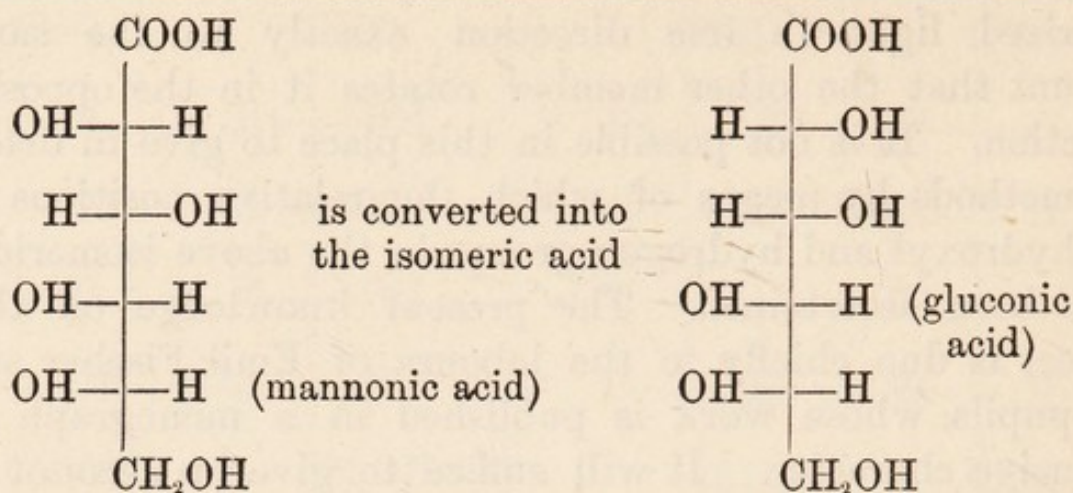 COOH COOH
OH—H H—OH
H—OH is converted into H—OH
the isomeric acid
OH—H OH—H (gluconic
acid)
OH—H (mannonic acid) OH—H
CH₂OH CH₂OH